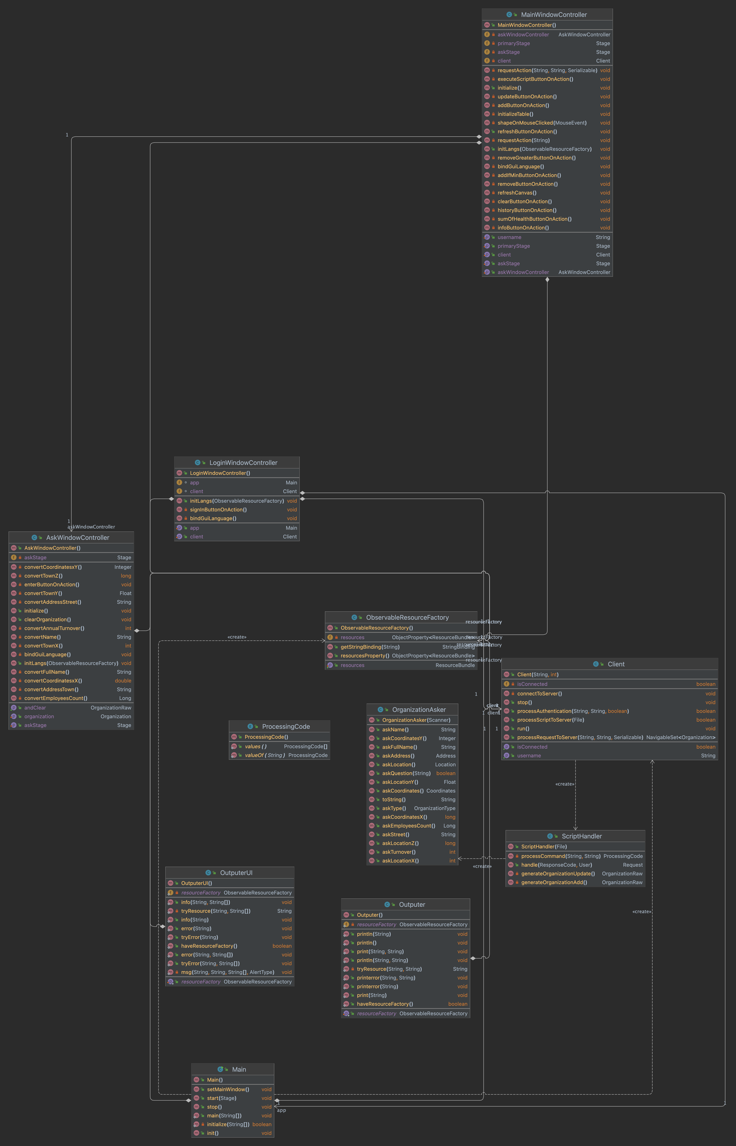 MainWindowController
MainWindowController()
askWindowController AskWindowController
primaryStage Stage
askStage Stage
client Client
requestAction(String, String, Serializable) void
executeScriptButtonOnAction() void
initialize() void
updateButtonOnAction() void
addButtonOnAction() void
initializeTable() void
shapeOnMouseClicked(MouseEvent) void
refreshButtonOnAction() void
requestAction(String) void
initLangs(ObservableResourceFactory) void
removeGreaterButtonOnAction() void
bindGuiLanguage() void
addIfMinButtonOnAction() void
removeButtonOnAction() void
refreshCanvas() void
clearButtonOnAction() void
historyButtonOnAction() void
sumOfHealthButtonOnAction() void
infoButtonOnAction() void
username String
primaryStage Stage
client Client
askStage Stage
askWindowController AskWindowController
1
LoginWindowController
LoginWindowController()
app Main
client Client
initLangs(ObservableResourceFactory) void
signInButtonOnAction() void
bindGuiLanguage() void
app Main
client Client
1
askWindowController
AskWindowController
AskWindowController()
askStage Stage
convertCoordinatesY() Integer
convertTownZ() long
enterButtonOnAction() void
convertTownY() Float
convertAddressStreet() String
initialize() void
clearOrganization() void
convertAnnualTurnover() int
convertName() String
convertTownX() int
bindGuiLanguage() void
initLangs(ObservableResourceFactory) void
convertFullName() String
convertCoordinatesX() double
convertAddressTown() String
convertEmployeesCount() Long
andClear OrganizationRaw
organization Organization
askStage Stage
ObservableResourceFactory
ObservableResourceFactory()
resources ObjectProperty<ResourceBundle>
getStringBinding(String) StringBinding
resourcesProperty() ObjectProperty<ResourceBundle>
resources ResourceBundle
resourceFactory
resourceFactory
«create»
Client
Client(String, int)
isConnected boolean
connectToServer() void
stop() void
processAuthentication(String, String, boolean) void
processScriptToServer(File) void
run() void
processRequestToServer(String, String, Serializable) NavigableSet<Organization>
isConnected boolean
username String
1
client
client
1
1
OrganizationAsker
OrganizationAsker(Scanner)
askName() String
askCoordinatesY() Integer
askFullName() String
askAddress() Address
askLocation() Location
askQuestion(String) boolean
askLocationY() Float
askCoordinates() Coordinates
toString() String
askType() OrganizationType
askCoordinatesX() long
askEmployeesCount() Long
askStreet() String
askLocationZ() long
askTurnover() int
askLocationX() int
ProcessingCode
ProcessingCode()
values() ProcessingCode[]
valueOf(String) ProcessingCode
«create»
ScriptHandler
ScriptHandler(File)
processCommand(String, String) ProcessingCode
handle(ResponseCode, User) Request
generateOrganizationUpdate() OrganizationRaw
generateOrganizationAdd() OrganizationRaw
«create»
«create»
OutputerUI
OutputerUI()
resourceFactory ObservableResourceFactory
info(String, String[]) void
tryResource(String, String[]) String
info(String) void
error(String) void
tryError(String) void
haveResourceFactory() boolean
error(String, String[]) void
tryError(String, String[]) void
msg(String, String, String[], AlertType) void
resourceFactory ObservableResourceFactory
Outputer
Outputer()
resourceFactory ObservableResourceFactory
println(String) void
println() void
print(String, String) void
println(String, String) void
tryResource(String, String) String
printerror(String, String) void
printerror(String) void
print(String) void
haveResourceFactory() boolean
resourceFactory ObservableResourceFactory
Main
Main()
setMainWindow() void
start(Stage) void
stop() void
main(String[]) void
initialize(String[]) boolean
init() void
1
app